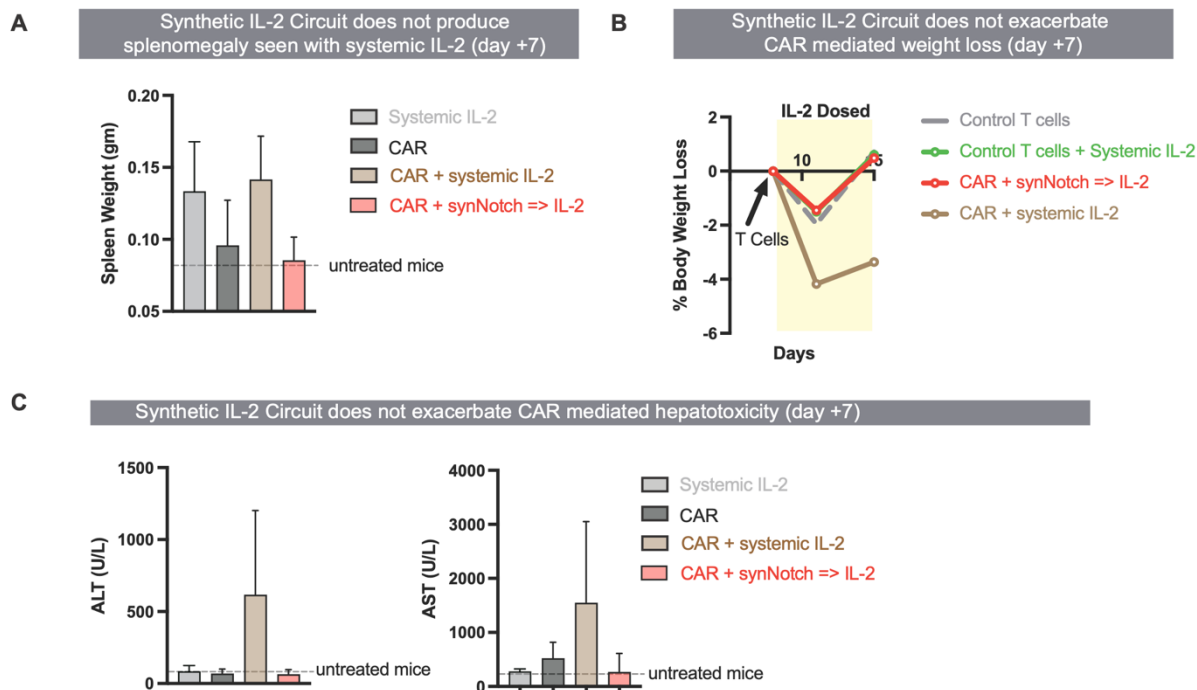 A
Synthetic IL-2 Circuit does not produce
splenomegaly seen with systemic IL-2 (day +7)
Spleen Weight (gm)
0.20
0.15
0.10
0.05
Systemic IL-2
CAR
CAR + systemic IL-2
CAR + synNotch => IL-2
untreated mice
B
Synthetic IL-2 Circuit does not exacerbate
CAR mediated weight loss (day +7)
% Body Weight Loss
IL-2 Dosed
2
0
-2
-4
-6
10
T Cells
Days
Control T cells
Control T cells + Systemic IL-2
CAR + synNotch => IL-2
CAR + systemic IL-2
C
Synthetic IL-2 Circuit does not exacerbate CAR mediated hepatotoxicity (day +7)
ALT (U/L)
1500
1000
500
0
untreated mice
AST (U/L)
4000
3000
2000
1000
0
untreated mice
Systemic IL-2
CAR
CAR + systemic IL-2
CAR + synNotch => IL-2